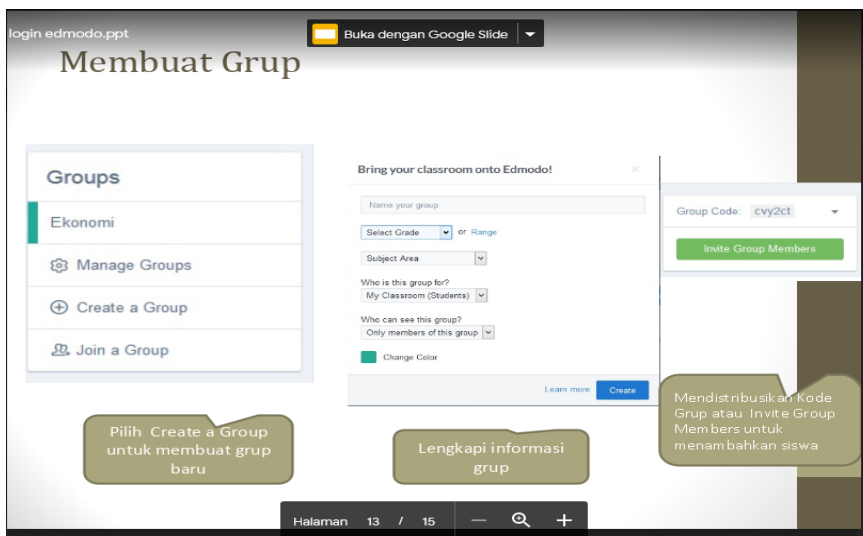 login edmodo.ppt
Buka dengan Google Slide
Membuat Grup
Groups
Ekonomi
Manage Groups
Create a Group
Join a Group
Bring your classroom onto Edmodo!
Name your group
Select Grade or Range
Subject Area
Who is this group for?
My Classroom (Students)
Who can see this group?
Only members of this group
Change Color
Learn more Create
Group Code: cvy2ct
Invite Group Members
Pilih Create a Group
untuk membuat grup
baru
Lengkapi informasi
grup
Mendistribusikan Kode
Grup atau Invite Group
Members untuk
menambahkan siswa
Halaman 13 / 15